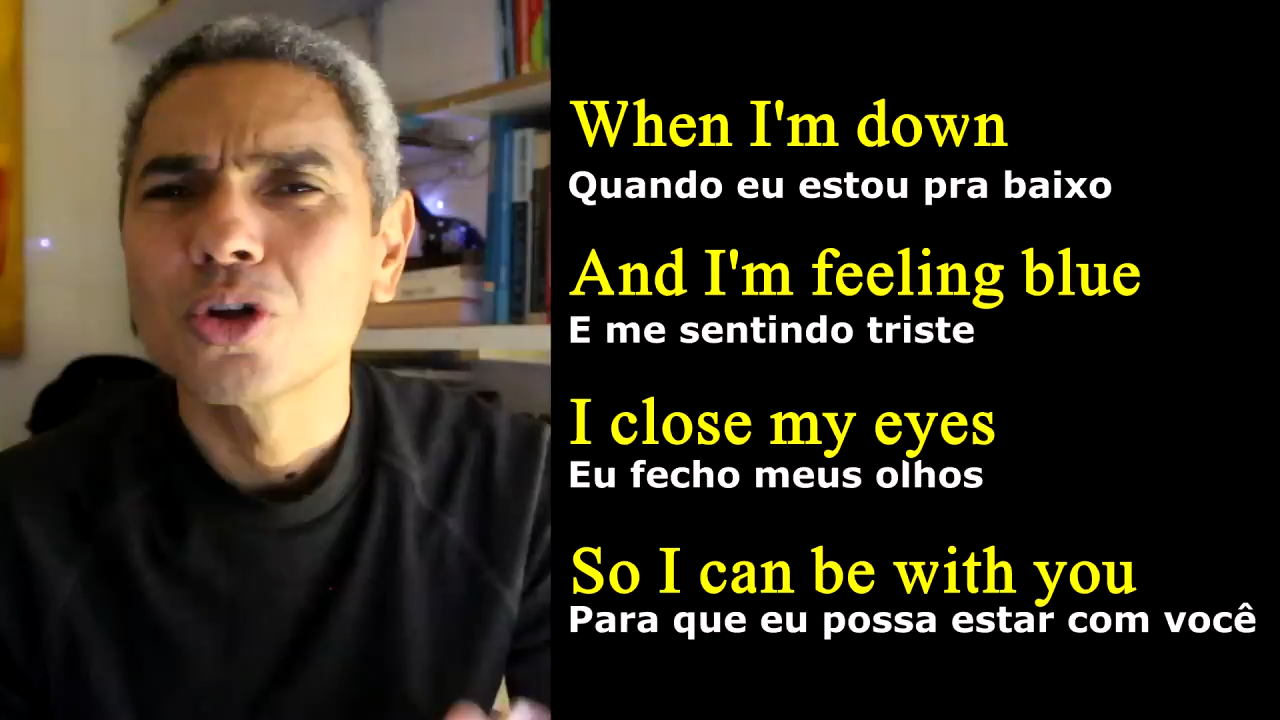 When I'm down
Quando eu estou pra baixo
And I'm feeling blue
E me sentindo triste
I close my eyes
Eu fecho meus olhos
So I can be with you
Para que eu possa estar com você